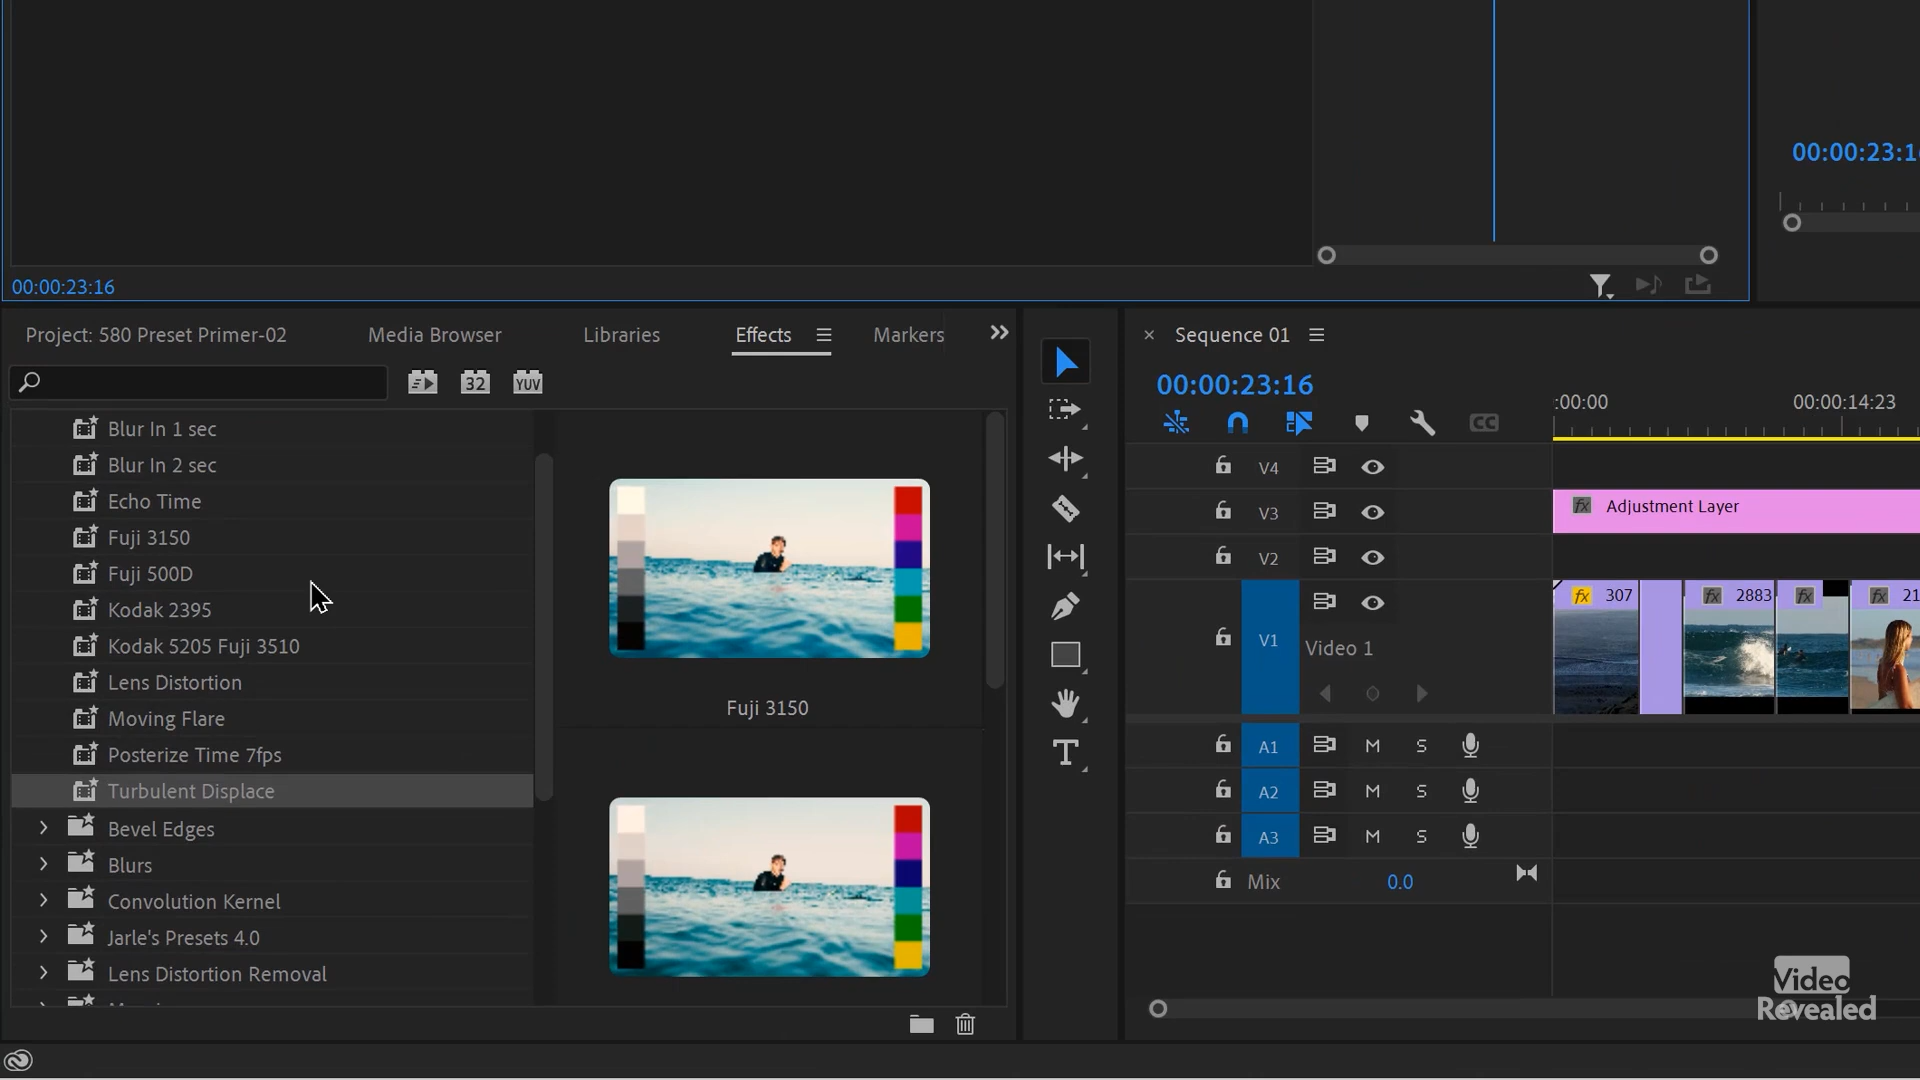 00:00:23:1
00:00:23:16
Project: 580 Preset Primer-02
Media Browser
Libraries
Effects
Markers
32
YUV
Blur In 1 sec
Blur In 2 sec
Echo Time
Fuji 3150
Fuji 500D
Kodak 2395
Kodak 5205 Fuji 3510
Lens Distortion
Moving Flare
Posterize Time 7fps
Turbulent Displace
Bevel Edges
Blurs
Convolution Kernel
Jarle's Presets 4.0
Lens Distortion Removal
Fuji 3150
T
× Sequence 01
00:00:23:16
CC
:00:00
00:00:14:23
V4
V3
fx Adjustment Layer
V2
V1
Video 1
fx 307
fx 2883
fx
fx 21
A1 M S
A2 M S
A3 M S
Mix 0.0
Video
Revealed